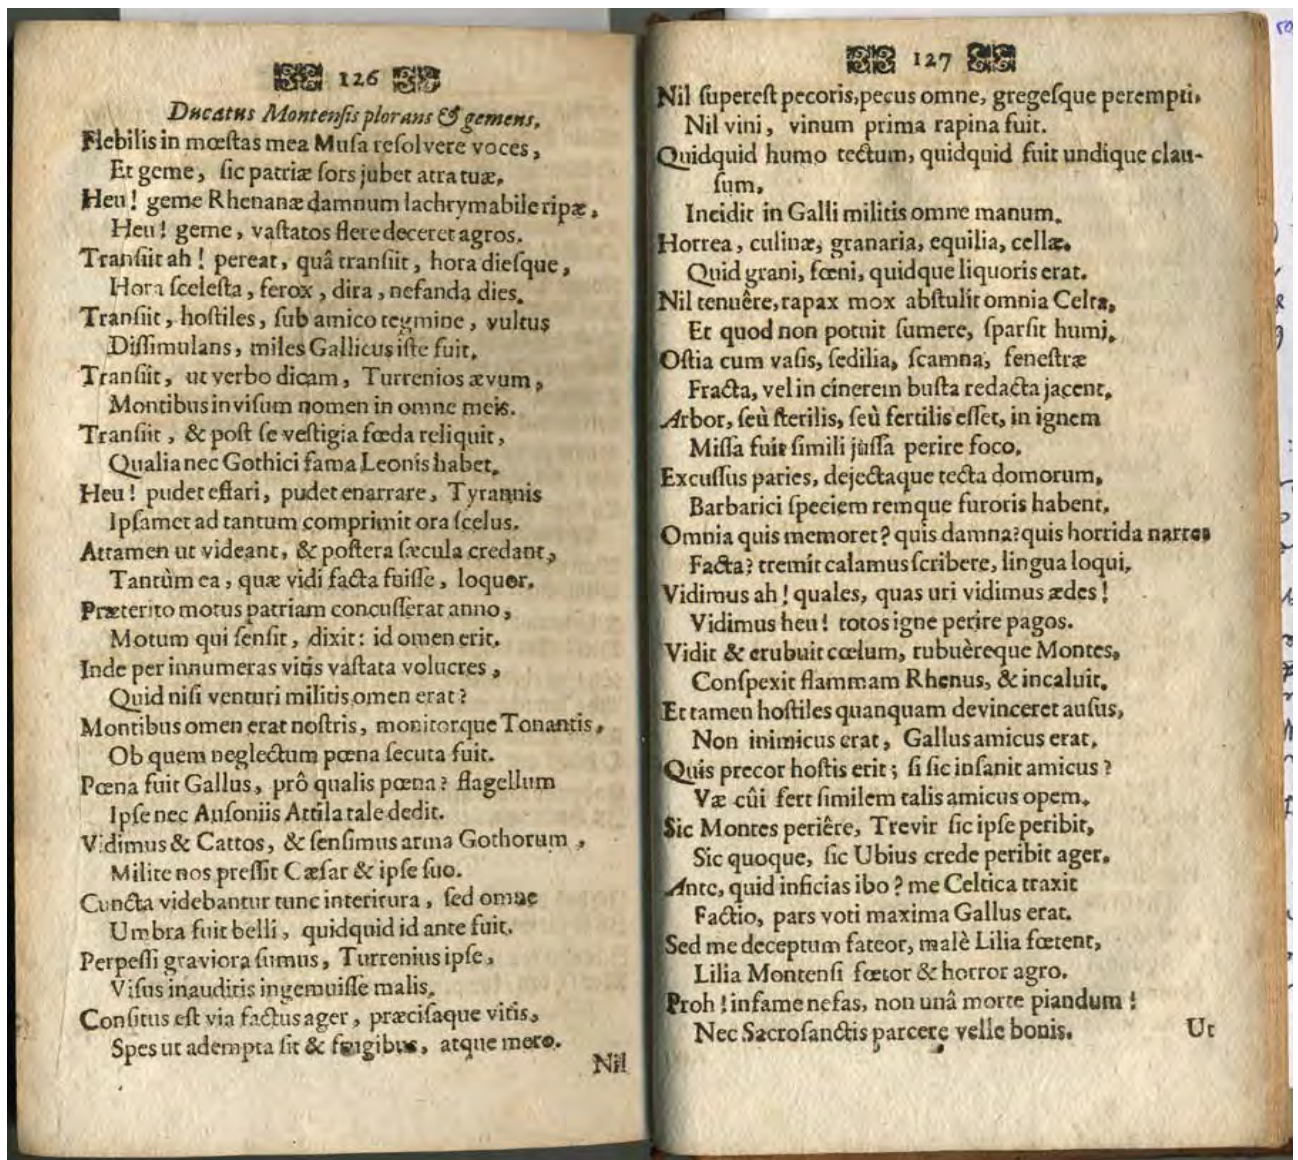 126
Ducatus Montensis plorans & gemens.
Flebilis in mœstas mea Musa resolvere voces,
Et geme, sic patriæ sors jubet atra tuæ.
Heu! geme Rhenanæ damnum lachrymabile ripæ,
Heu! geme, vastatos flere deceret agros.
Transiit ah! pereat, quâ transiit, hora diesque,
Hora scelesta, ferox, dira, nefanda dies.
Transiit, hostiles, sub amico tegmine, vultus
Dissimulans, miles Gallicus iste fuit.
Transiit, ut verbo dicam, Turrenios ævum,
Montibus invisum nomen in omne meis.
Transiit, & post se vestigia fœda reliquit,
Qualia nec Gothici fama Leonis habet.
Heu! pudet effari, pudet enarrare, Tyrannis
Ipsamet ad tantum comprimit ora scelus.
Attamen ut videant, & postera sæcula credant,
Tantùm ea, quæ vidi facta fuisse, loquor.
Præterito motus patriam concusserat anno,
Motum qui sensit, dixit: id omen erit.
Inde per innumeras vitis vastata volucres,
Quid nisi venturi militis omen erat?
Montibus omen erat nostris, monitorque Tonantis,
Ob quem neglectum pœna secuta fuit.
Pœna fuit Gallus, prô qualis pœna? flagellum
Ipse nec Ausoniis Attila tale dedit.
Vidimus & Cattos, & sensimus arma Gothorum,
Milite nos pressit Cæsar & ipse suo.
Cuncta videbantur tunc interitura, sed omne
Umbra fuit belli, quidquid id ante fuit.
Perpessi graviora sumus, Turrenius ipse,
Visus inauditis ingemuisse malis.
Consitus est via factus ager, præcisaque vitis,
Spes ut adempta sit & frugibus, atque mero.
Nil
127
Nil superest pecoris, pecus omne, gregesque perempti,
Nil vini, vinum prima rapina fuit.
Quidquid humo tectum, quidquid fuit undique clau-
sum,
Incidit in Galli militis omne manum.
Horrea, culinæ, granaria, equilia, cellæ,
Quid grani, fœni, quidque liquoris erat.
Nil tenuêre, rapax mox abstulit omnia Celta,
Et quod non potuit sumere, sparsit humi.
Ostia cum vasis, sedilia, scamna, fenestræ
Fracta, vel in cinerem busta redacta jacent.
Arbor, seù sterilis, seù fertilis esset, in ignem
Missa fuit simili jussa perire foco.
Excussus paries, dejectaque tecta domorum,
Barbarici speciem remque furoris habent.
Omnia quis memoret? quis damna? quis horrida narret
Facta? tremit calamus scribere, lingua loqui.
Vidimus ah! quales, quas uri vidimus ædes!
Vidimus heu! totos igne perire pagos.
Vidit & erubuit cœlum, rubuèreque Montes,
Conspexit flammam Rhenus, & incaluit.
Et tamen hostiles quanquam devinceret ausus,
Non inimicus erat, Gallus amicus erat.
Quis precor hostis erit; si sic insanit amicus?
Væ cûi fert similem talis amicus opem.
Sic Montes periêre, Trevir sic ipse peribit,
Sic quoque, sic Ubius crede peribit ager.
Ante, quid inficias ibo? me Celtica traxit
Factio, pars voti maxima Gallus erat.
Sed me deceptum fateor, malè Lilia fœtent,
Lilia Montensi fœtor & horror agro.
Proh! infame nefas, non unâ morte piandum!
Nec Sacrosanctis parcere velle bonis.
Ut